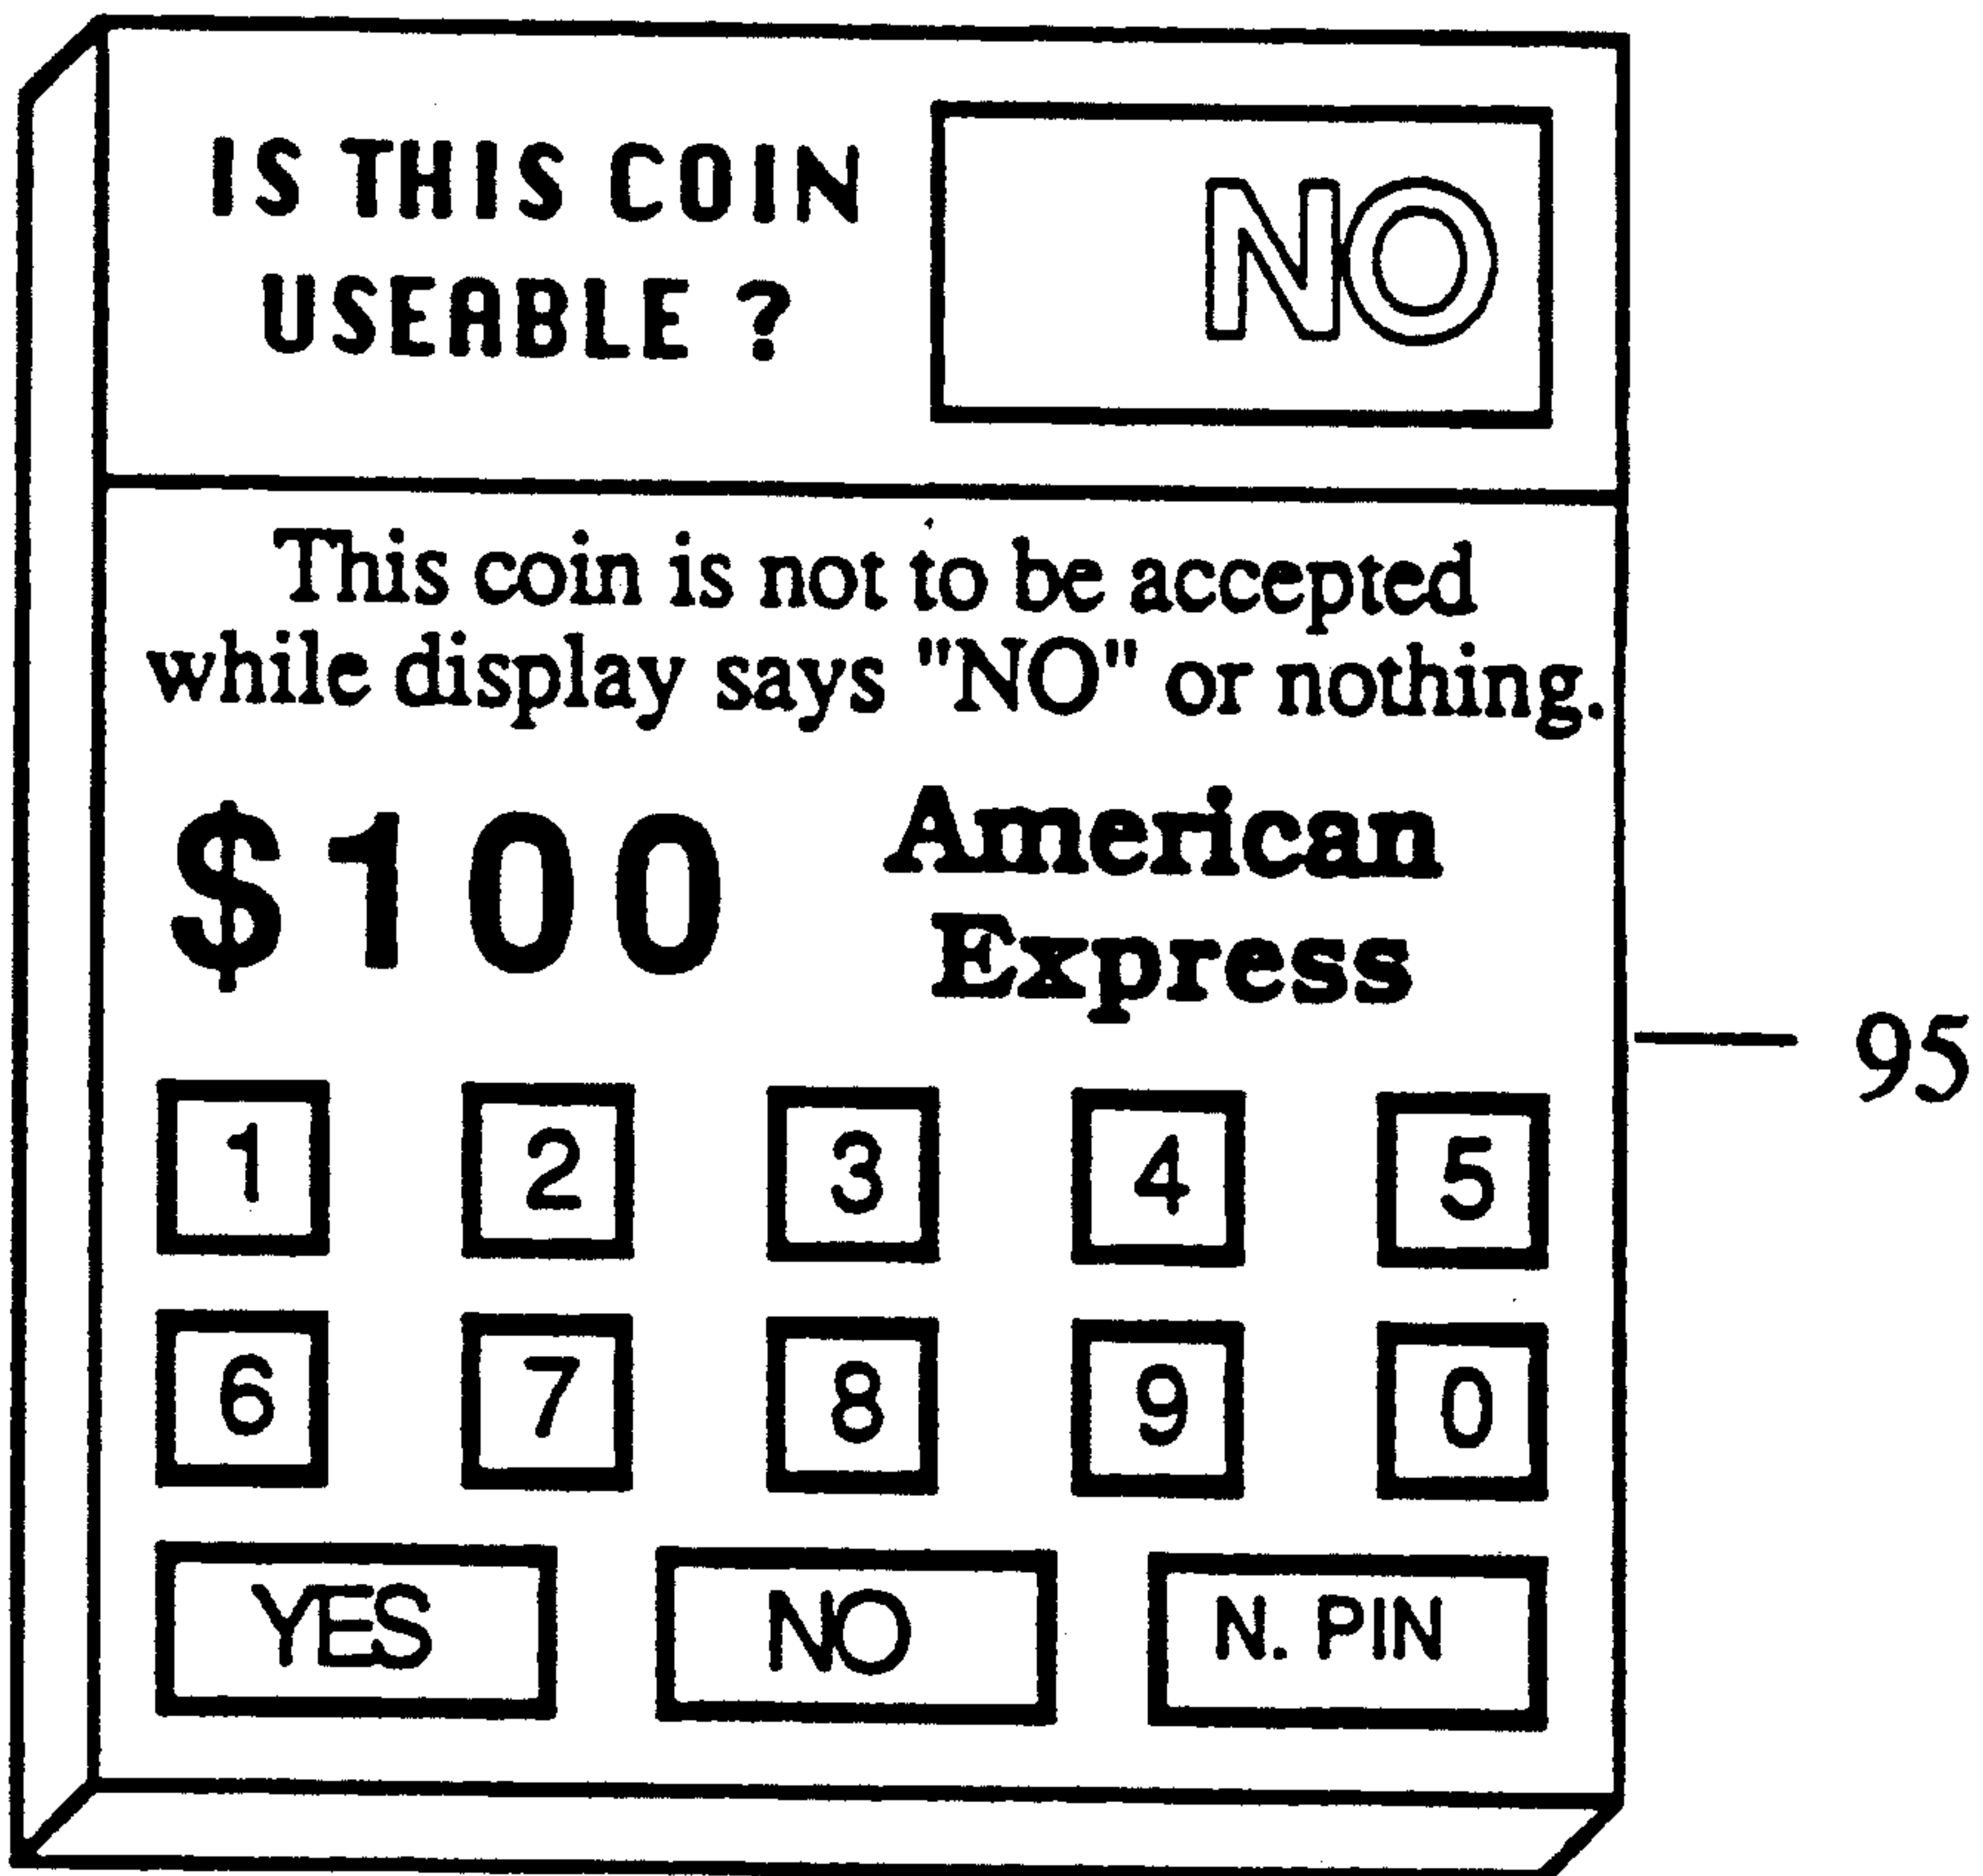 IS THIS COIN
USEABLE ?
NO
This coin is not to be accepted
while display says "NO" or nothing.
$100
American
Express
95
1 2 3 4 5
6 7 8 9 0
YES NO N. PIN